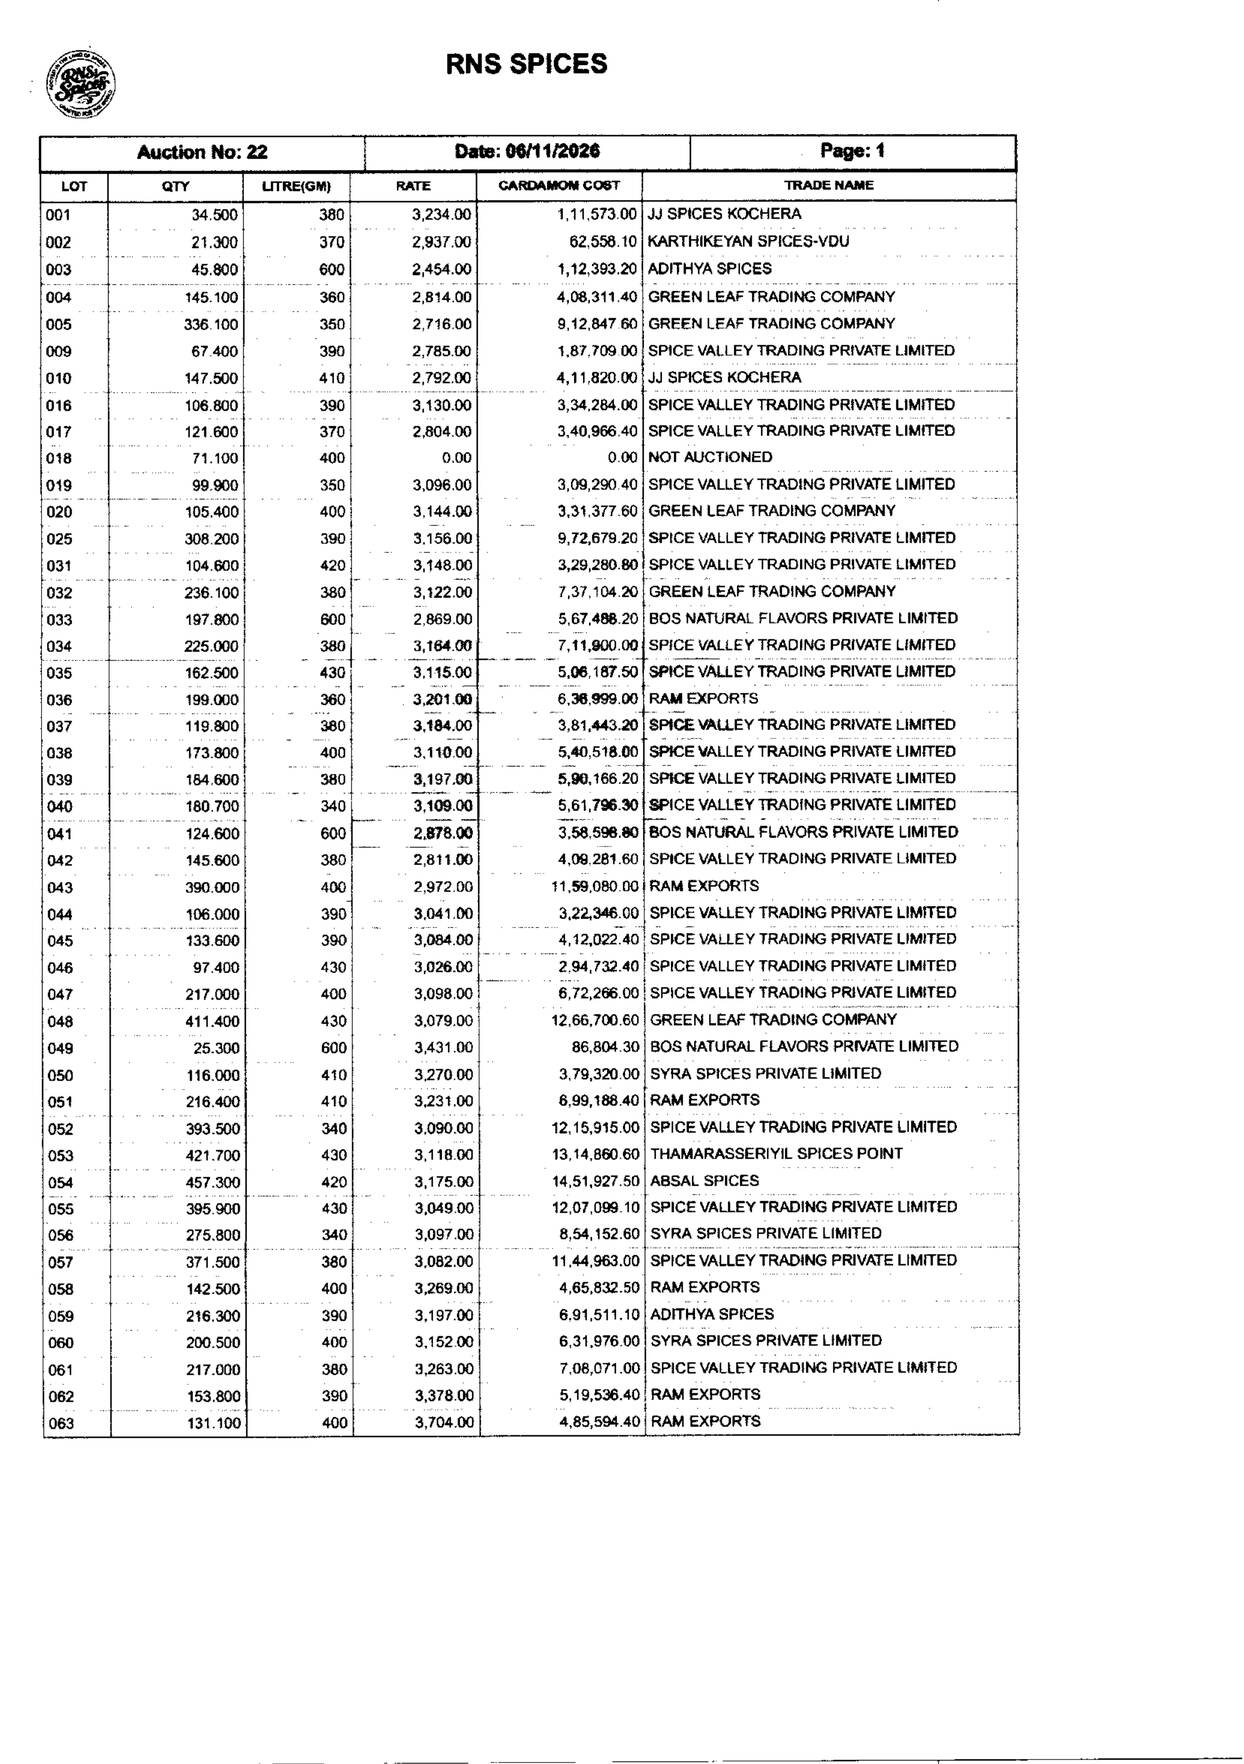 RNS SPICES
RNS
Spices
Auction No: 22 Date: 06/11/2026 Page: 1
LOT QTY LITRE(GM) RATE CARDAMOM COST TRADE NAME
001 34.500 380 3,234.00 1,11,573.00 JJ SPICES KOCHERA
002 21.300 370 2,937.00 62,558.10 KARTHIKEYAN SPICES-VDU
003 45.800 600 2,454.00 1,12,393.20 ADITHYA SPICES
004 145.100 360 2,814.00 4,08,311.40 GREEN LEAF TRADING COMPANY
005 336.100 350 2,716.00 9,12,847.60 GREEN LEAF TRADING COMPANY
009 67.400 390 2,785.00 1,87,709.00 SPICE VALLEY TRADING PRIVATE LIMITED
010 147.500 410 2,792.00 4,11,820.00 JJ SPICES KOCHERA
016 106.800 390 3,130.00 3,34,284.00 SPICE VALLEY TRADING PRIVATE LIMITED
017 121.600 370 2,804.00 3,40,966.40 SPICE VALLEY TRADING PRIVATE LIMITED
018 71.100 400 0.00 0.00 NOT AUCTIONED
019 99.900 350 3,096.00 3,09,290.40 SPICE VALLEY TRADING PRIVATE LIMITED
020 105.400 400 3,144.00 3,31,377.60 GREEN LEAF TRADING COMPANY
025 308.200 390 3,156.00 9,72,679.20 SPICE VALLEY TRADING PRIVATE LIMITED
031 104.600 420 3,148.00 3,29,280.80 SPICE VALLEY TRADING PRIVATE LIMITED
032 236.100 380 3,122.00 7,37,104.20 GREEN LEAF TRADING COMPANY
033 197.800 600 2,869.00 5,67,488.20 BOS NATURAL FLAVORS PRIVATE LIMITED
034 225.000 380 3,164.00 7,11,900.00 SPICE VALLEY TRADING PRIVATE LIMITED
035 162.500 430 3,115.00 5,06,187.50 SPICE VALLEY TRADING PRIVATE LIMITED
036 199.000 360 3,201.00 6,36,999.00 RAM EXPORTS
037 119.800 380 3,184.00 3,81,443.20 SPICE VALLEY TRADING PRIVATE LIMITED
038 173.800 400 3,110.00 5,40,518.00 SPICE VALLEY TRADING PRIVATE LIMITED
039 184.600 380 3,197.00 5,90,166.20 SPICE VALLEY TRADING PRIVATE LIMITED
040 180.700 340 3,109.00 5,61,796.30 SPICE VALLEY TRADING PRIVATE LIMITED
041 124.600 600 2,878.00 3,58,598.80 BOS NATURAL FLAVORS PRIVATE LIMITED
042 145.600 380 2,811.00 4,09,281.60 SPICE VALLEY TRADING PRIVATE LIMITED
043 390.000 400 2,972.00 11,59,080.00 RAM EXPORTS
044 106.000 390 3,041.00 3,22,346.00 SPICE VALLEY TRADING PRIVATE LIMITED
045 133.600 390 3,084.00 4,12,022.40 SPICE VALLEY TRADING PRIVATE LIMITED
046 97.400 430 3,026.00 2,94,732.40 SPICE VALLEY TRADING PRIVATE LIMITED
047 217.000 400 3,098.00 6,72,266.00 SPICE VALLEY TRADING PRIVATE LIMITED
048 411.400 430 3,079.00 12,66,700.60 GREEN LEAF TRADING COMPANY
049 25.300 600 3,431.00 86,804.30 BOS NATURAL FLAVORS PRIVATE LIMITED
050 116.000 410 3,270.00 3,79,320.00 SYRA SPICES PRIVATE LIMITED
051 216.400 410 3,231.00 6,99,188.40 RAM EXPORTS
052 393.500 340 3,090.00 12,15,915.00 SPICE VALLEY TRADING PRIVATE LIMITED
053 421.700 430 3,118.00 13,14,860.60 THAMARASSERIYIL SPICES POINT
054 457.300 420 3,175.00 14,51,927.50 ABSAL SPICES
055 395.900 430 3,049.00 12,07,099.10 SPICE VALLEY TRADING PRIVATE LIMITED
056 275.800 340 3,097.00 8,54,152.60 SYRA SPICES PRIVATE LIMITED
057 371.500 380 3,082.00 11,44,963.00 SPICE VALLEY TRADING PRIVATE LIMITED
058 142.500 400 3,269.00 4,65,832.50 RAM EXPORTS
059 216.300 390 3,197.00 6,91,511.10 ADITHYA SPICES
060 200.500 400 3,152.00 6,31,976.00 SYRA SPICES PRIVATE LIMITED
061 217.000 380 3,263.00 7,08,071.00 SPICE VALLEY TRADING PRIVATE LIMITED
062 153.800 390 3,378.00 5,19,536.40 RAM EXPORTS
063 131.100 400 3,704.00 4,85,594.40 RAM EXPORTS